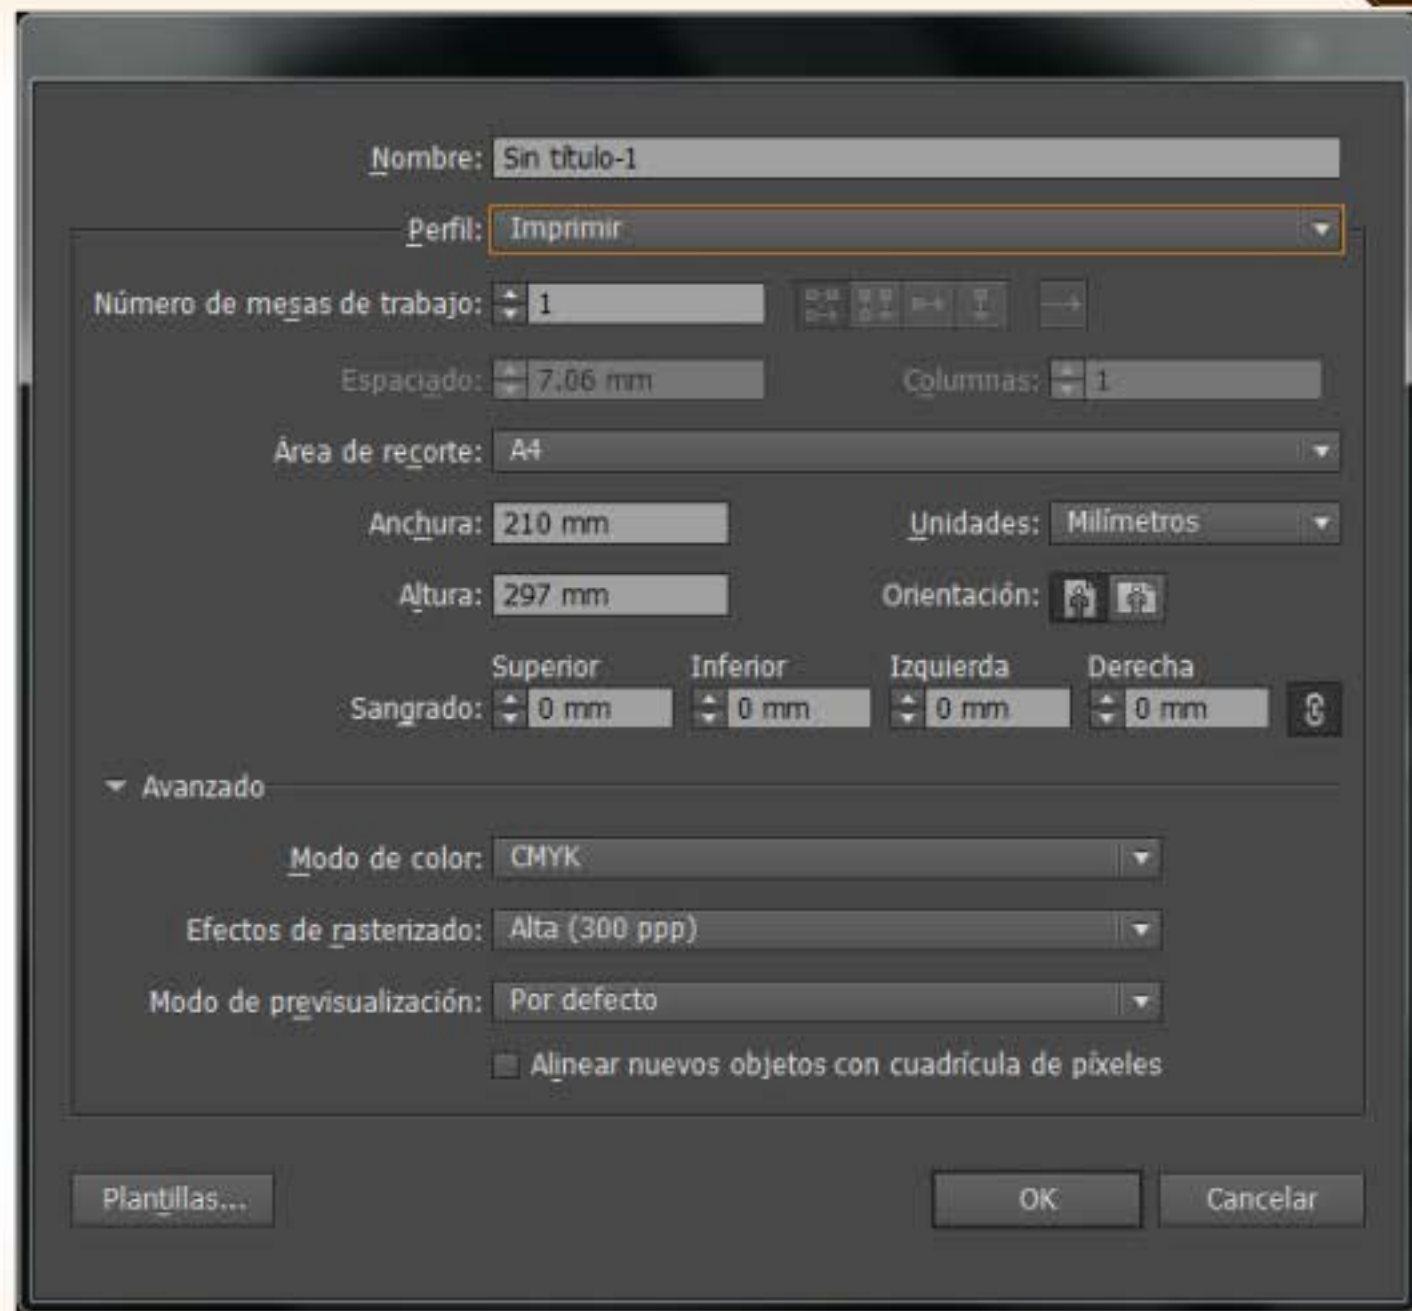 Nombre: Sin título-1
Perfil: Imprimir
Número de mesas de trabajo: 1
Espaciado: 7.06 mm Columnas: 1
Área de recorte: A4
Anchura: 210 mm Unidades: Milímetros
Altura: 297 mm Orientación:
Superior Inferior Izquierda Derecha
Sangrado: 0 mm 0 mm 0 mm 0 mm
Avanzado
Modo de color: CMYK
Efectos de rasterizado: Alta (300 ppp)
Modo de previsualización: Por defecto
Alinear nuevos objetos con cuadrícula de píxeles
Plantillas... OK Cancelar